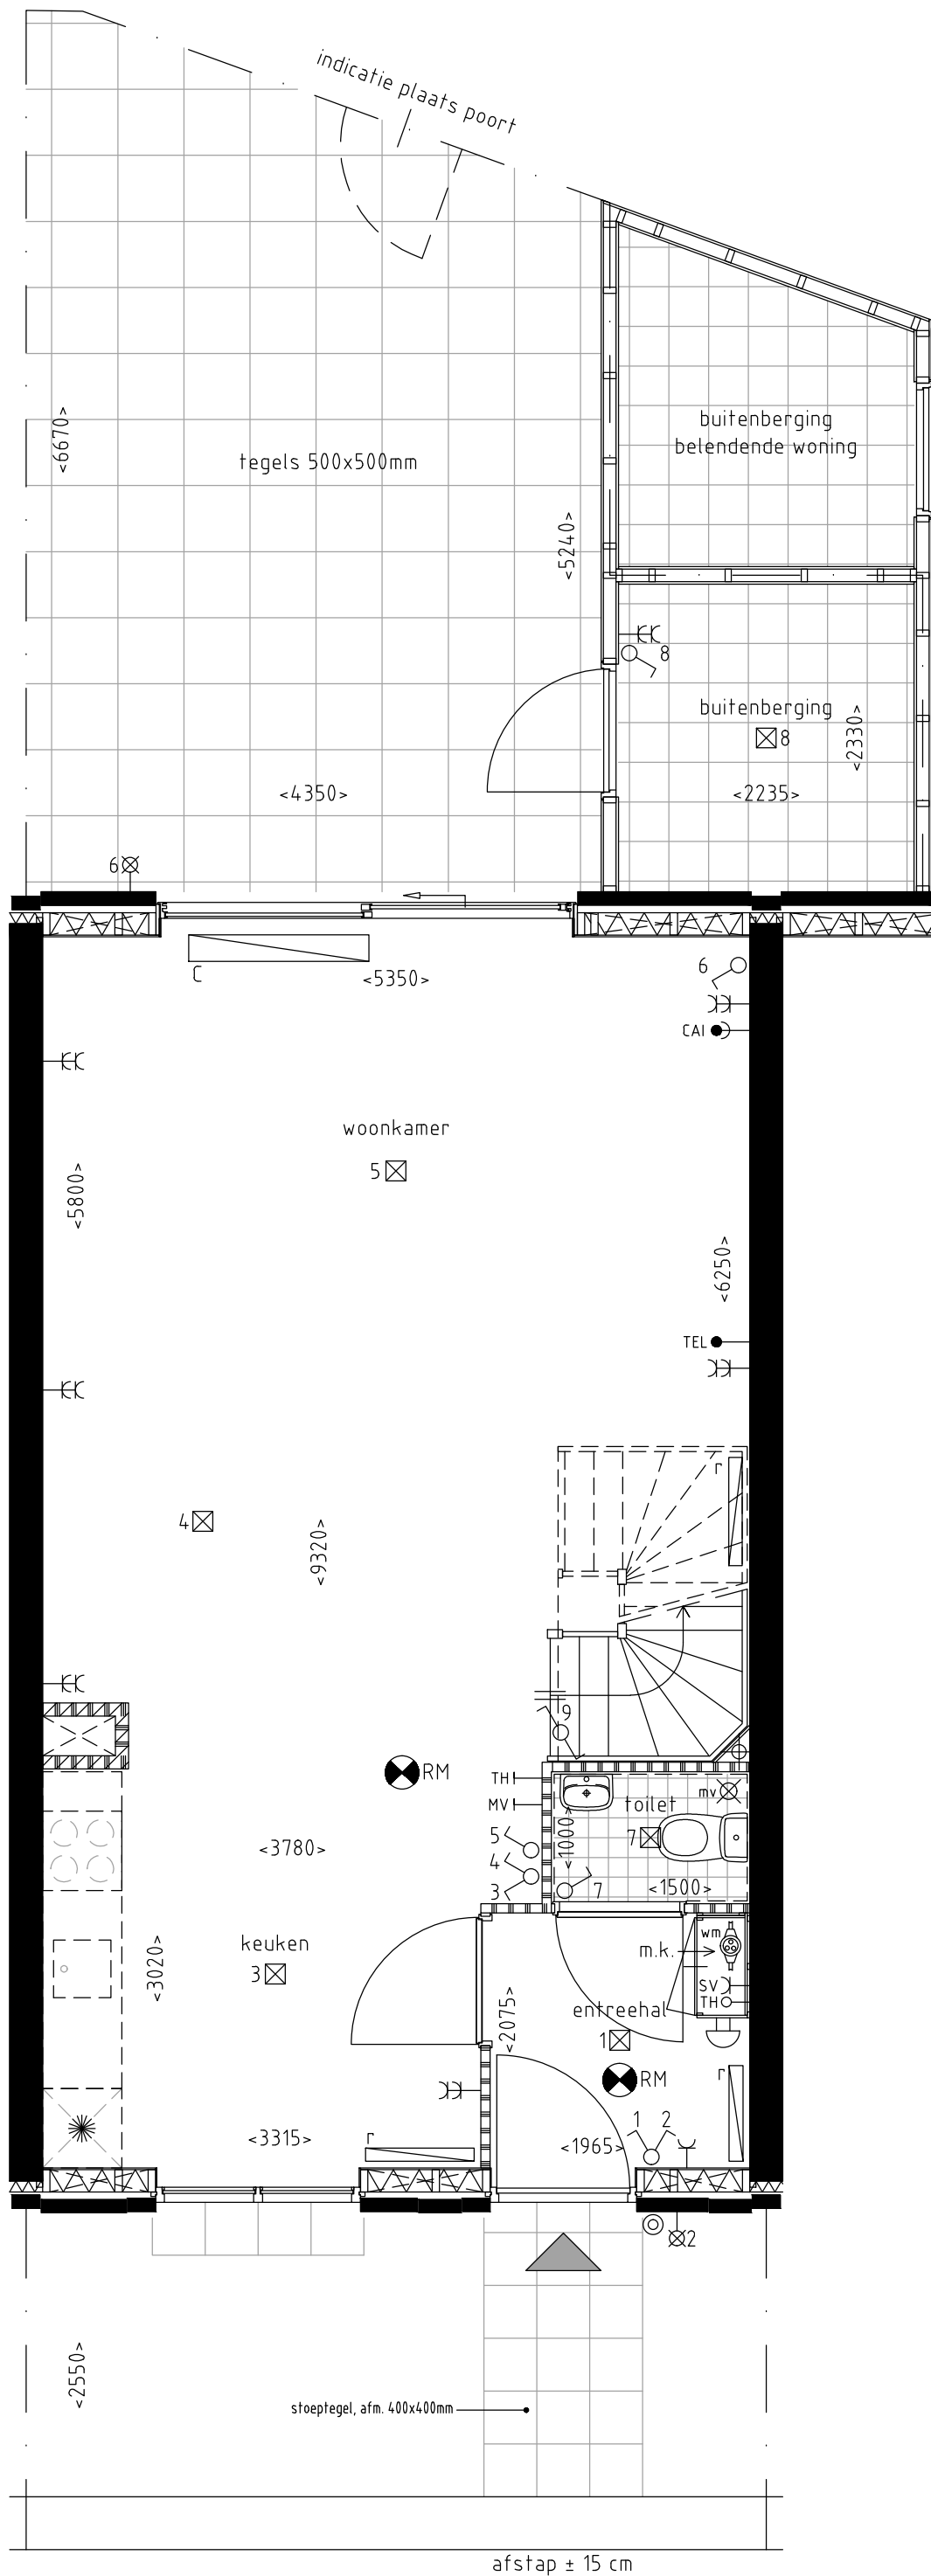 indicatie plaats poort
<6670>
tegels 500x500mm
buitenberging
belendende woning
<5240>
8
buitenberging
8
<2330>
<4350>
<2235>
6
C
<5350>
6
CAI
woonkamer
5
<5800>
<6250>
TEL
r
4
<9320>
9
RM
TH
MV
toilet
mv
5
4
3
<1000>
7
7
<1500>
<3780>
keuken
3
<3020>
wm
m.k.
SV
TH
entreehal
1
<2075>
RM
r
1
2
<1965>
<3315>
r
2
<2550>
stoeptegel, afm. 400x400mm
afstap ± 15 cm